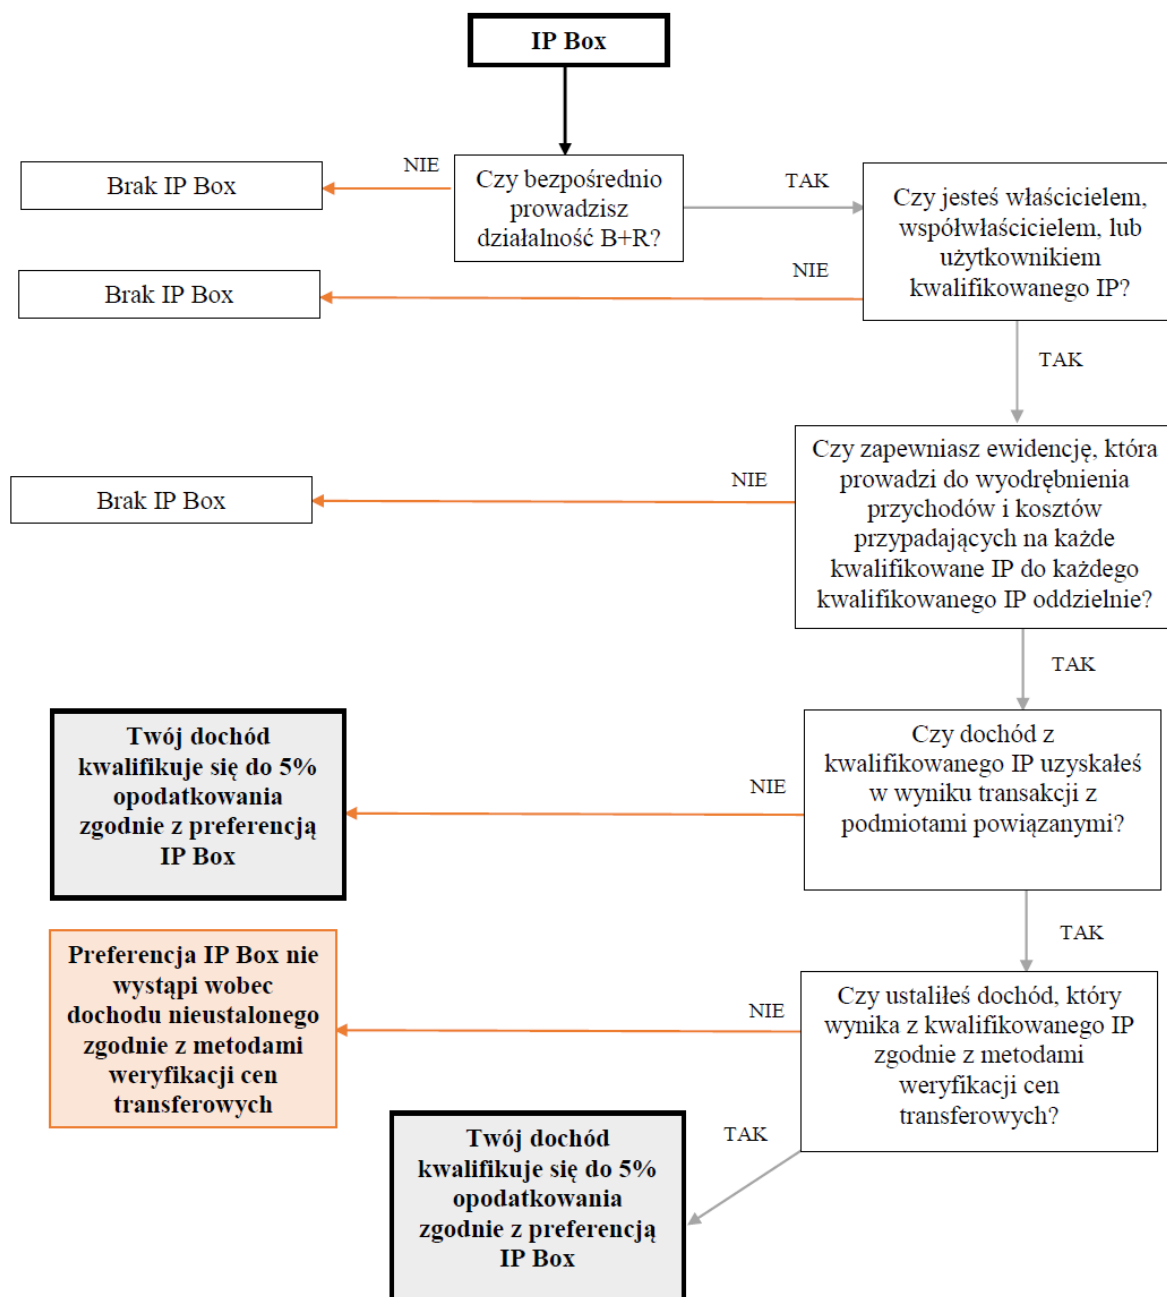 IP Box
NIE
Brak IP Box
Czy bezpośrednio
prowadzisz
działalność B+R?
TAK
Czy jesteś właścicielem,
współwłaścicielem, lub
użytkownikiem
kwalifikowanego IP?
NIE
Brak IP Box
TAK
Czy zapewniasz ewidencję, która
prowadzi do wyodrębnienia
przychodów i kosztów
przypadających na każde
kwalifikowane IP do każdego
kwalifikowanego IP oddzielnie?
NIE
Brak IP Box
TAK
Czy dochód z
kwalifikowanego IP uzyskałeś
w wyniku transakcji z
podmiotami powiązanymi?
NIE
Twój dochód
kwalifikuje się do 5%
opodatkowania
zgodnie z preferencją
IP Box
TAK
Czy ustaliłeś dochód, który
wynika z kwalifikowanego IP
zgodnie z metodami
weryfikacji cen
transferowych?
NIE
Preferencja IP Box nie
wystąpi wobec
dochodu nieustalonego
zgodnie z metodami
weryfikacji cen
transferowych
TAK
Twój dochód
kwalifikuje się do 5%
opodatkowania
zgodnie z preferencją
IP Box